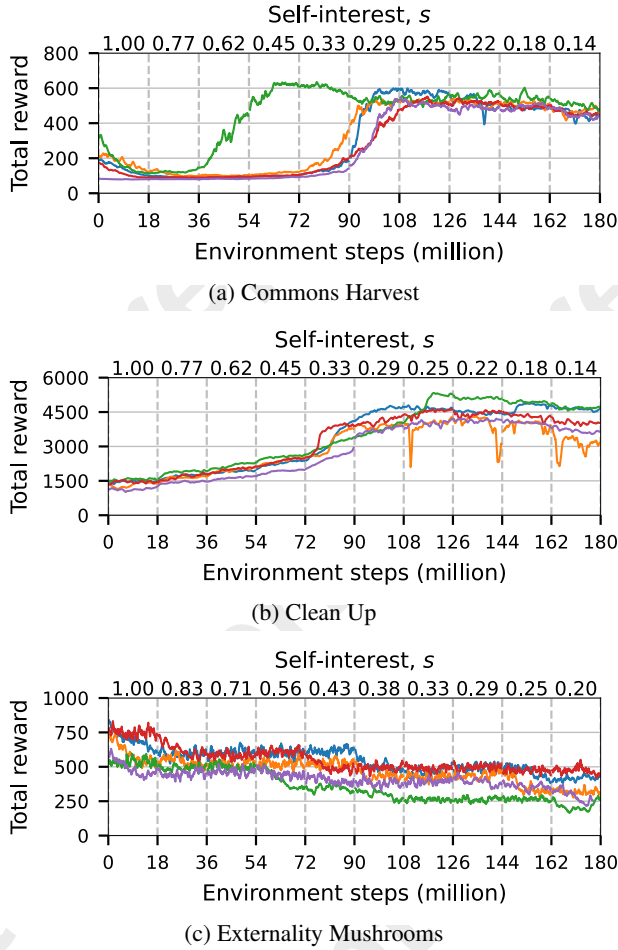 Self-interest, s
1.00 0.77 0.62 0.45 0.33 0.29 0.25 0.22 0.18 0.14
800
600
400
200
0
Total reward
0 18 36 54 72 90 108 126 144 162 180
Environment steps (million)
(a) Commons Harvest
Self-interest, s
1.00 0.77 0.62 0.45 0.33 0.29 0.25 0.22 0.18 0.14
6000
4500
3000
1500
0
Total reward
0 18 36 54 72 90 108 126 144 162 180
Environment steps (million)
(b) Clean Up
Self-interest, s
1.00 0.83 0.71 0.56 0.43 0.38 0.33 0.29 0.25 0.20
1000
750
500
250
0
Total reward
0 18 36 54 72 90 108 126 144 162 180
Environment steps (million)
(c) Externality Mushrooms